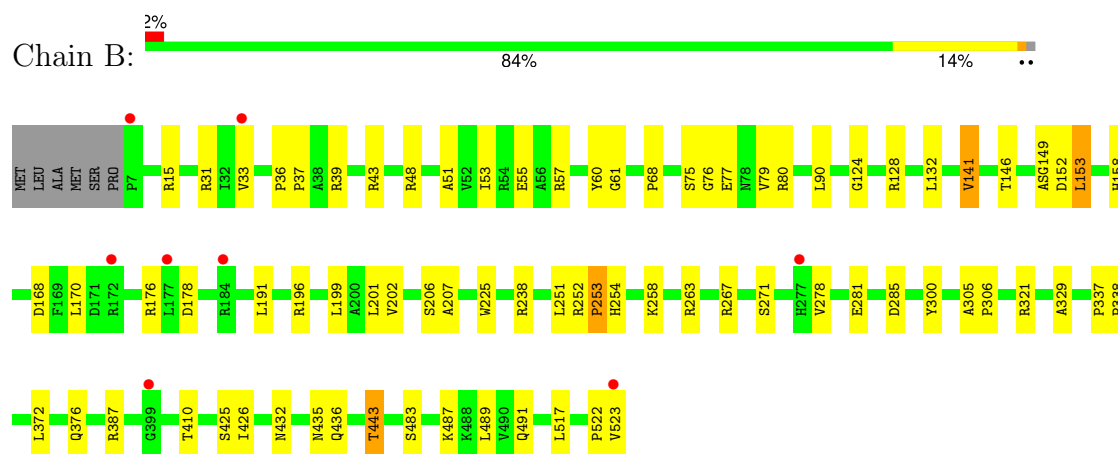 2%
Chain B:
84% 14% ••
MET LEU ALA MET SER PRO P7 R15 R31 I32 V33 P36 P37 A38 R39 R43 R48 A51 V52 I53 R54 E55 A56 R57 Y60 G61 P68 S75 G76 E77 N78 V79 R80 L90 G124 R128 L132 V141 T146 ASG149 D152 L153 H158
D168 F169 L170 D171 R172 R176 L177 D178 R184 L191 R196 L199 A200 L201 V202 S206 A207 W225 R238 L251 R252 P253 H254 K258 R263 R267 S271 H277 V278 E281 D285 Y300 A305 P306 R321 A329 P337
L372 Q376 R387 G399 T410 S425 I426 N432 N435 Q436 T443 S483 K487 K488 L489 V490 Q491 L517 P522 V523